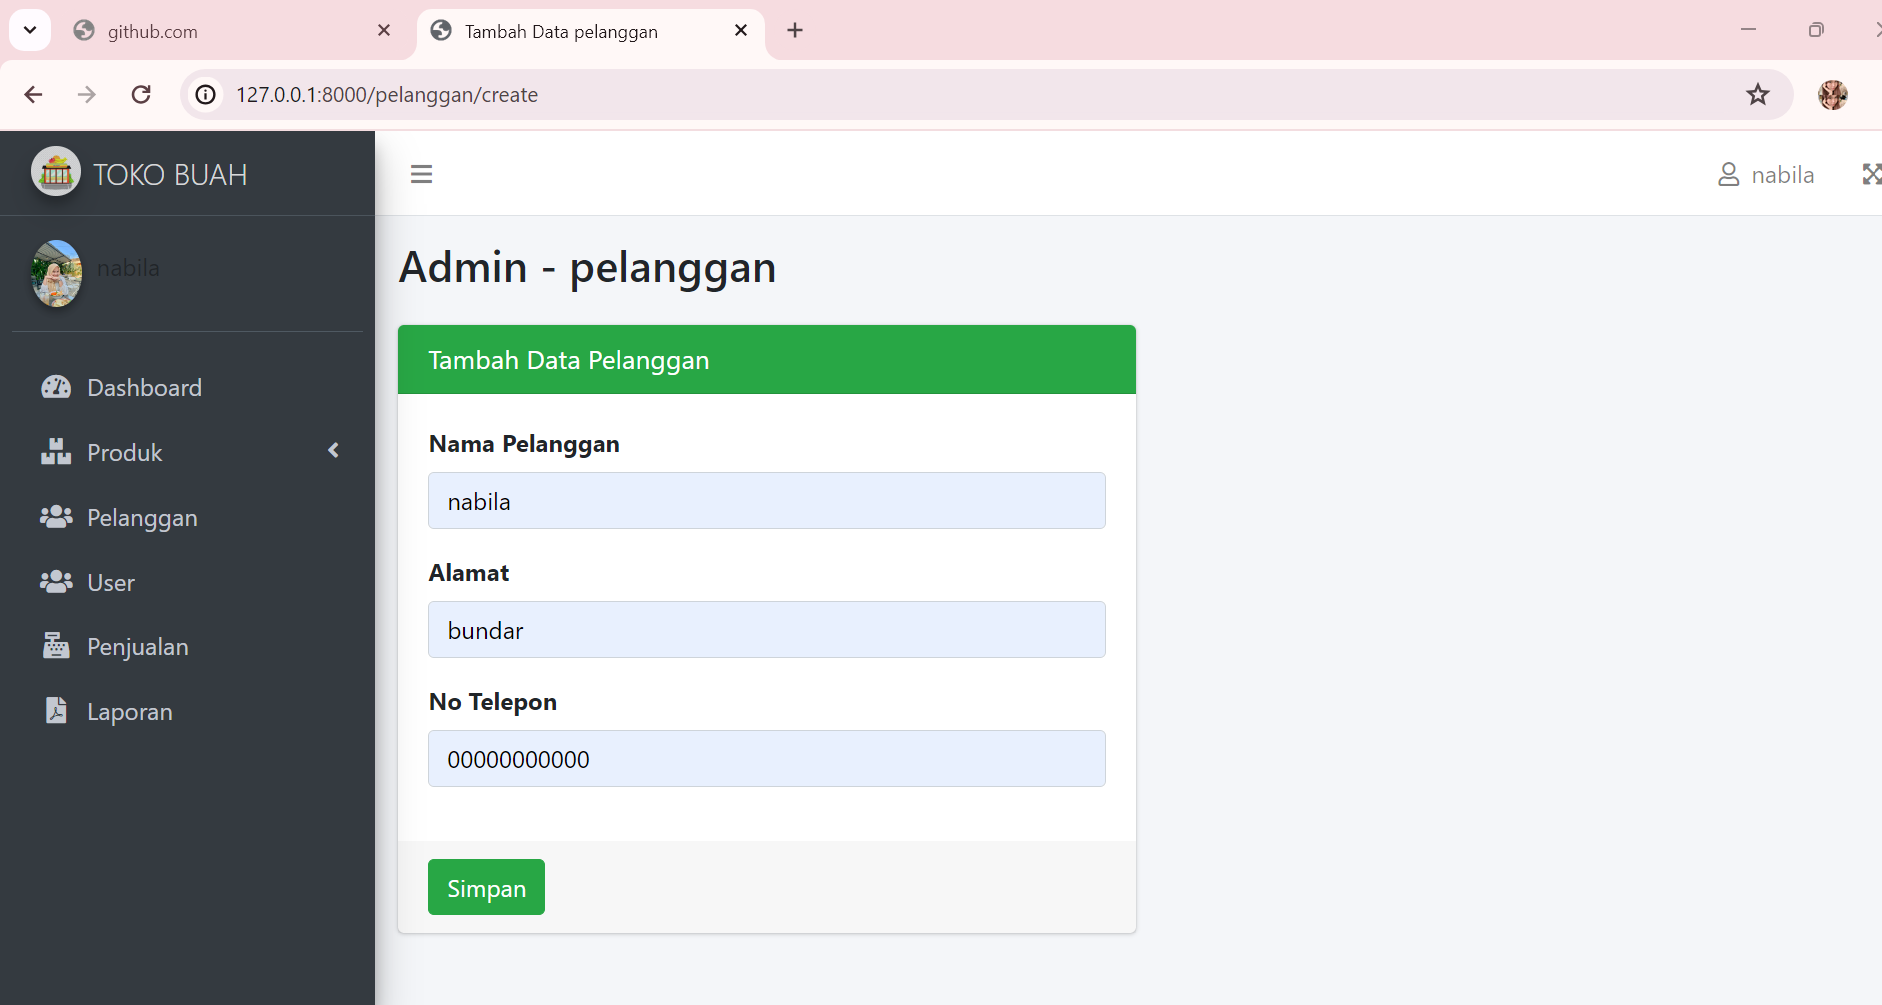 github.com
Tambah Data pelanggan
127.0.0.1:8000/pelanggan/create
TOKO BUAH
nabila
nabila
Dashboard
Produk
Pelanggan
User
Penjualan
Laporan
Admin - pelanggan
Tambah Data Pelanggan
Nama Pelanggan
nabila
Alamat
bundar
No Telepon
00000000000
Simpan